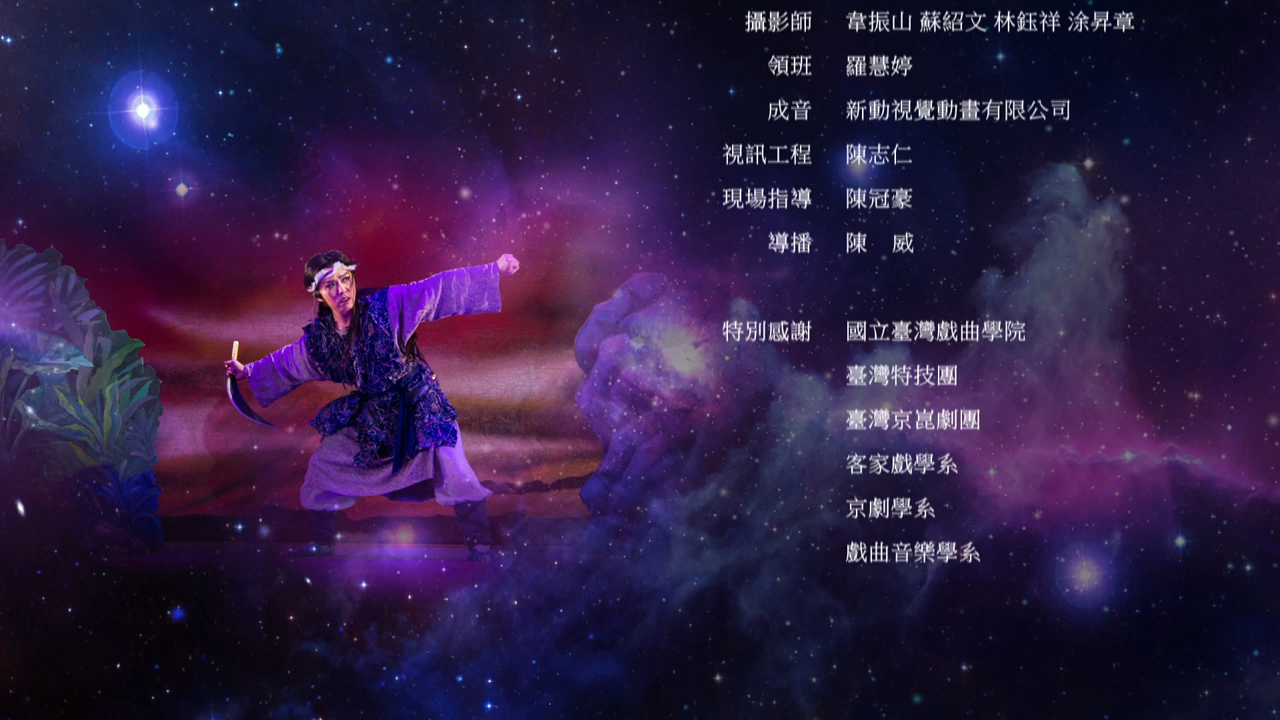 攝影師 韋振山 蘇紹文 林鈺祥 涂昇章
領班 羅慧婷
成音 新動視覺動畫有限公司
視訊工程 陳志仁
現場指導 陳冠豪
導播 陳 威
特別感謝 國立臺灣戲曲學院
臺灣特技團
臺灣京崑劇團
客家戲學系
京劇學系
戲曲音樂學系